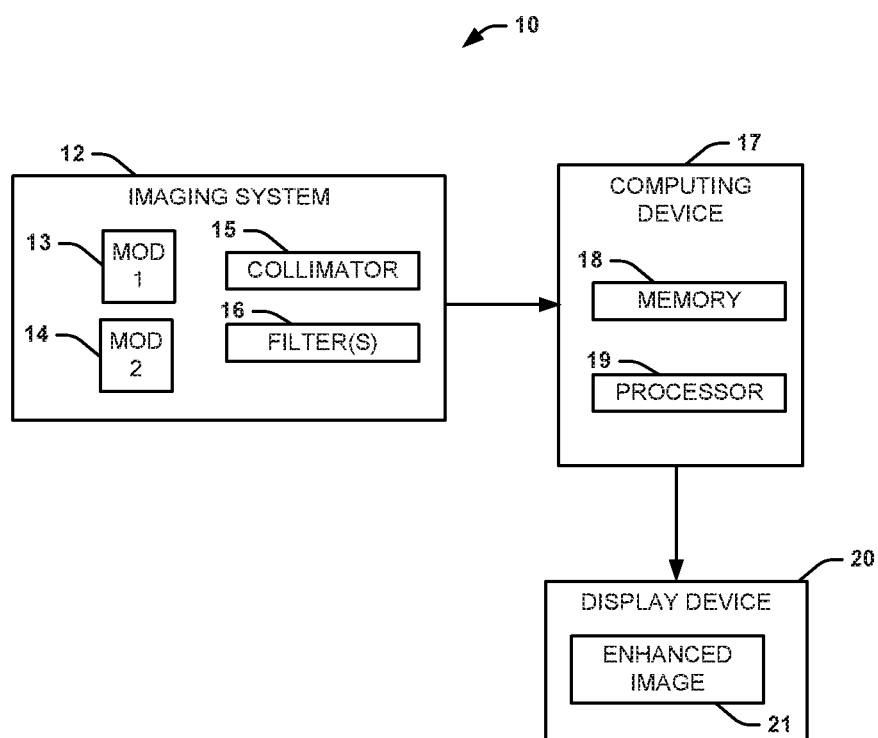 10
12
IMAGING SYSTEM
13
MOD
1
14
MOD
2
15
COLLIMATOR
16
FILTER(S)
17
COMPUTING
DEVICE
18
MEMORY
19
PROCESSOR
20
DISPLAY DEVICE
ENHANCED
IMAGE
21